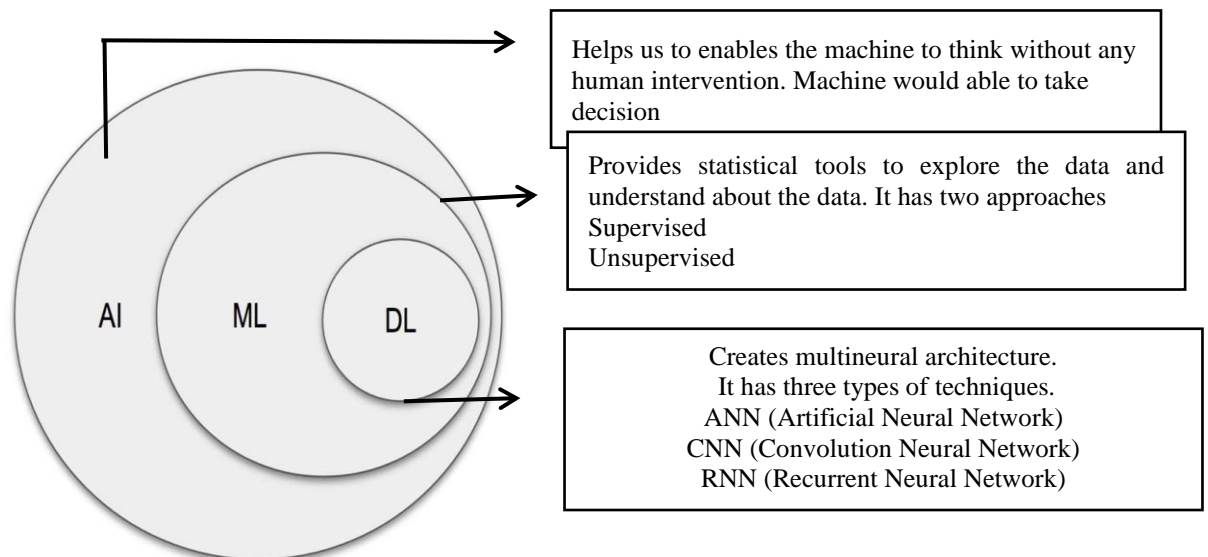 Helps us to enables the machine to think without any
human intervention. Machine would able to take
decision
Provides statistical tools to explore the data and
understand about the data. It has two approaches
Supervised
Unsupervised
AI
ML
DL
Creates multineural architecture.
It has three types of techniques.
ANN (Artificial Neural Network)
CNN (Convolution Neural Network)
RNN (Recurrent Neural Network)